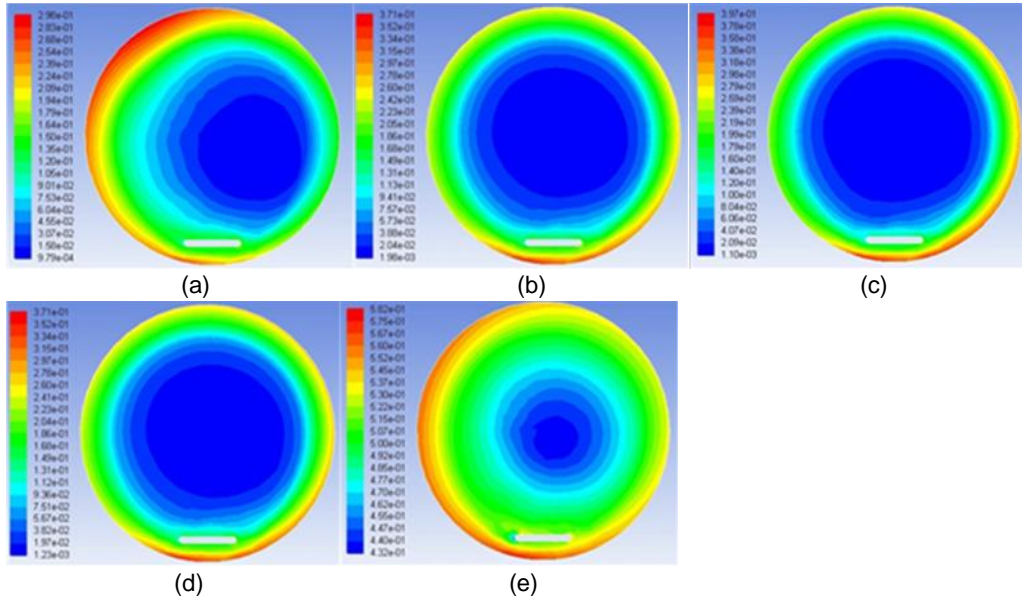 2.98e-01
2.83e-01
2.68e-01
2.54e-01
2.39e-01
2.24e-01
2.09e-01
1.94e-01
1.79e-01
1.64e-01
1.50e-01
1.35e-01
1.20e-01
1.05e-01
9.01e-02
7.53e-02
6.04e-02
4.55e-02
3.07e-02
1.58e-02
9.79e-04
(a)
3.71e-01
3.52e-01
3.34e-01
3.15e-01
2.97e-01
2.78e-01
2.60e-01
2.42e-01
2.23e-01
2.05e-01
1.86e-01
1.68e-01
1.49e-01
1.31e-01
1.13e-01
9.41e-02
7.57e-02
5.73e-02
3.88e-02
2.04e-02
1.98e-03
(b)
3.97e-01
3.78e-01
3.58e-01
3.38e-01
3.18e-01
2.98e-01
2.79e-01
2.59e-01
2.39e-01
2.19e-01
1.99e-01
1.79e-01
1.60e-01
1.40e-01
1.20e-01
1.00e-01
8.04e-02
6.06e-02
4.07e-02
2.09e-02
1.10e-03
(c)
3.71e-01
3.52e-01
3.34e-01
3.15e-01
2.97e-01
2.78e-01
2.60e-01
2.41e-01
2.23e-01
2.04e-01
1.86e-01
1.68e-01
1.49e-01
1.31e-01
1.12e-01
9.36e-02
7.51e-02
5.67e-02
3.82e-02
1.97e-02
1.23e-03
(d)
5.82e-01
5.75e-01
5.67e-01
5.60e-01
5.52e-01
5.45e-01
5.37e-01
5.30e-01
5.22e-01
5.15e-01
5.07e-01
5.00e-01
4.92e-01
4.85e-01
4.77e-01
4.70e-01
4.62e-01
4.55e-01
4.47e-01
4.40e-01
4.32e-01
(e)